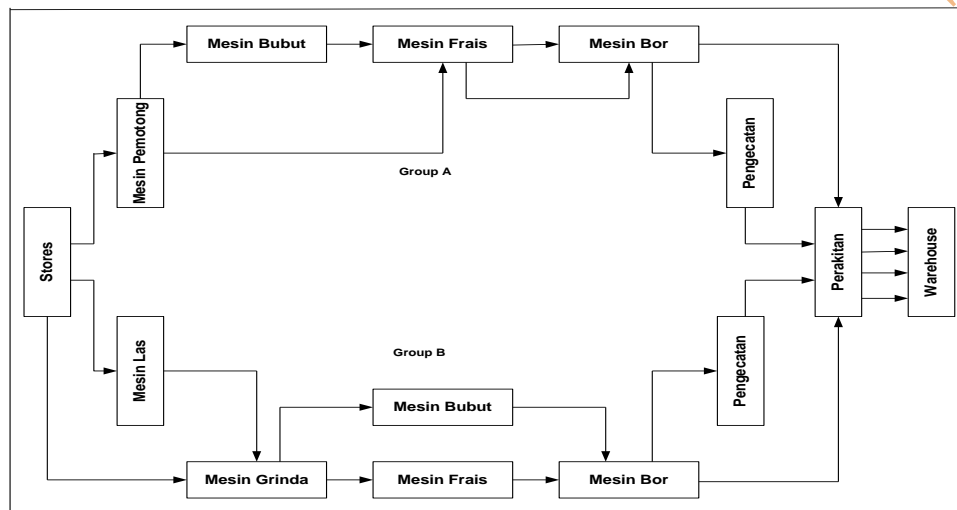 Mesin Bubut
Mesin Frais
Mesin Bor
Mesin Pemotong
Group A
Pengecatan
Stores
Perakitan
Warehouse
Mesin Las
Group B
Pengecatan
Mesin Bubut
Mesin Grinda
Mesin Frais
Mesin Bor